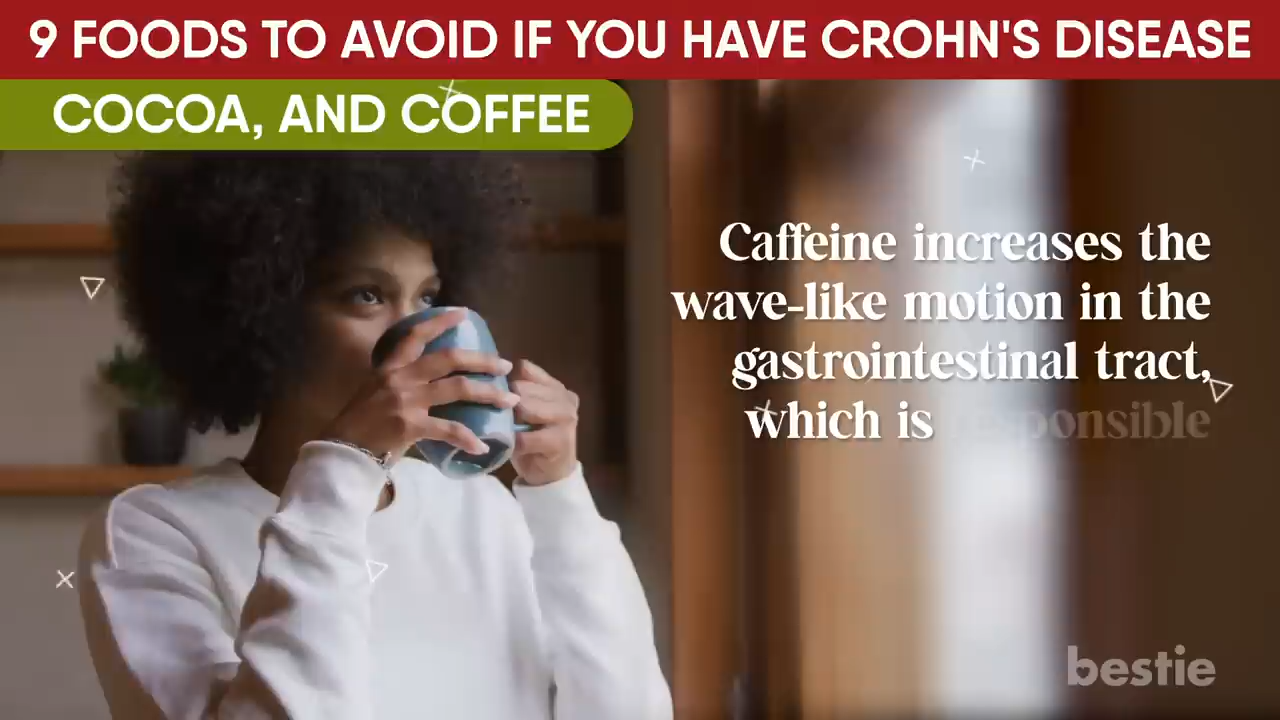 9 FOODS TO AVOID IF YOU HAVE CROHN'S DISEASE
COCOA, AND COFFEE
Caffeine increases the
wave-like motion in the
gastrointestinal tract,
which is responsible
bestie